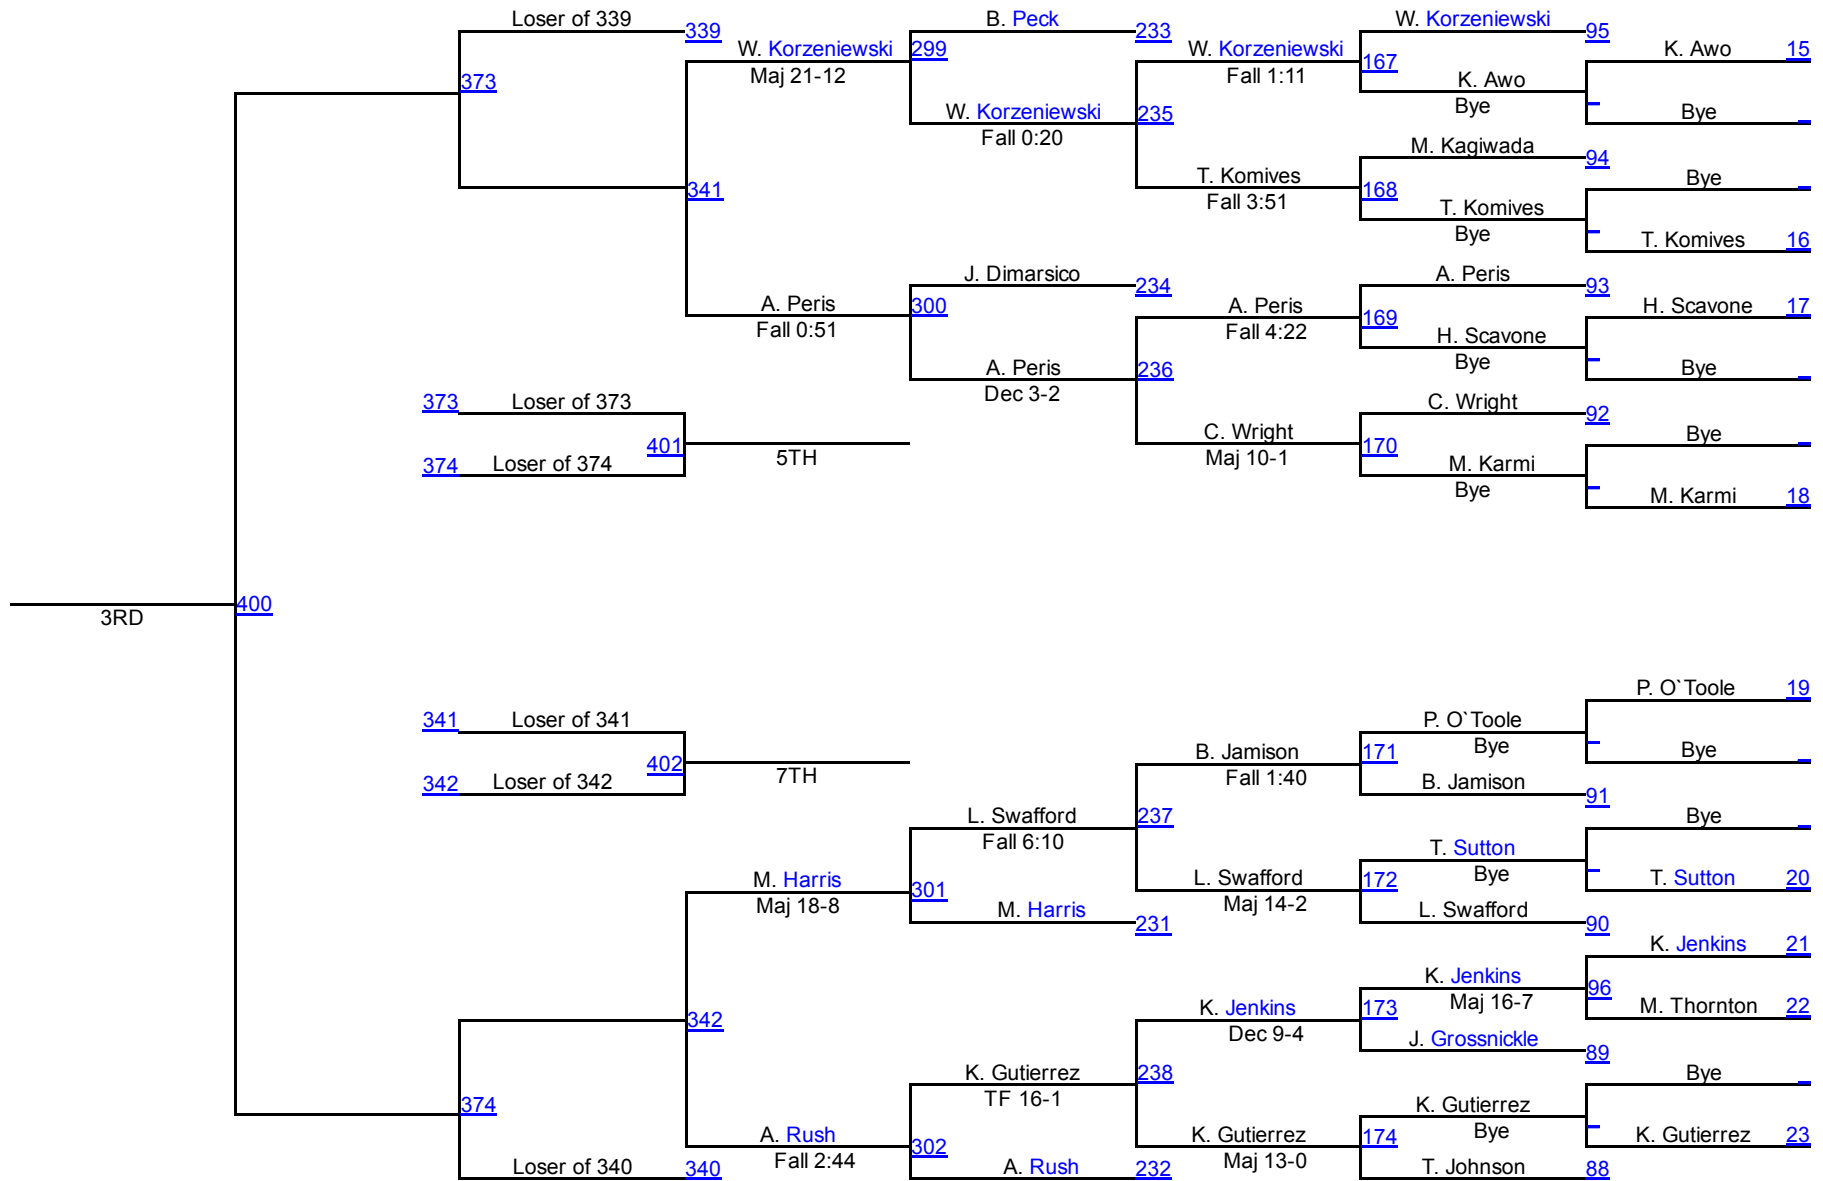 Loser of 339
339
B. Peck
233
W. Korzeniewski
95
W. Korzeniewski
299
Maj 21-12
W. Korzeniewski
Fall 1:11
167
K. Awo
15
373
K. Awo
Bye
-
Bye
-
W. Korzeniewski
Fall 0:20
235
M. Kagiwada
94
341
T. Komives
Fall 3:51
168
Bye
-
T. Komives
Bye
-
T. Komives
16
J. Dimarsico
234
A. Peris
93
A. Peris
Fall 0:51
300
A. Peris
Fall 4:22
169
H. Scavone
17
H. Scavone
Bye
-
Bye
-
A. Peris
Dec 3-2
236
373
Loser of 373
C. Wright
92
401
5TH
C. Wright
Maj 10-1
170
Bye
-
374
Loser of 374
M. Karmi
Bye
-
M. Karmi
18
3RD
400
P. O`Toole
19
341
Loser of 341
P. O`Toole
Bye
-
402
7TH
B. Jamison
Fall 1:40
171
Bye
-
342
Loser of 342
B. Jamison
91
L. Swafford
Fall 6:10
237
Bye
-
T. Sutton
Bye
-
M. Harris
Maj 18-8
301
L. Swafford
Maj 14-2
172
T. Sutton
20
M. Harris
231
L. Swafford
90
K. Jenkins
21
K. Jenkins
Maj 16-7
96
342
K. Jenkins
Dec 9-4
173
M. Thornton
22
J. Grossnickle
89
K. Gutierrez
TF 16-1
238
Bye
-
374
K. Gutierrez
Bye
-
A. Rush
Fall 2:44
302
K. Gutierrez
Maj 13-0
174
K. Gutierrez
23
Loser of 340
340
A. Rush
232
T. Johnson
88